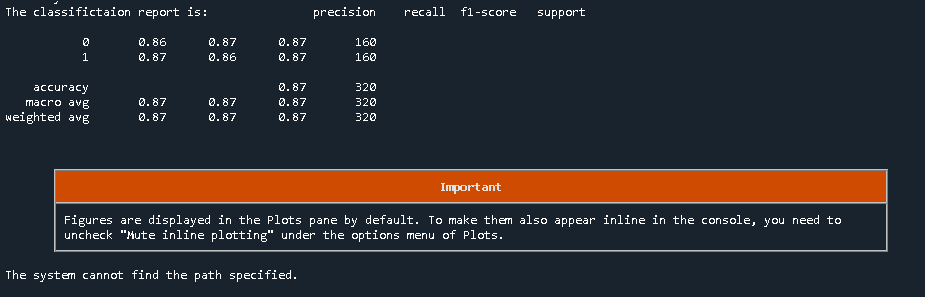 The classifictaion report is:               precision    recall  f1-score   support
0       0.86      0.87      0.87       160
1       0.87      0.86      0.87       160
accuracy                           0.87       320
macro avg       0.87      0.87      0.87       320
weighted avg       0.87      0.87      0.87       320
Important
Figures are displayed in the Plots pane by default. To make them also appear inline in the console, you need to
uncheck "Mute inline plotting" under the options menu of Plots.
The system cannot find the path specified.